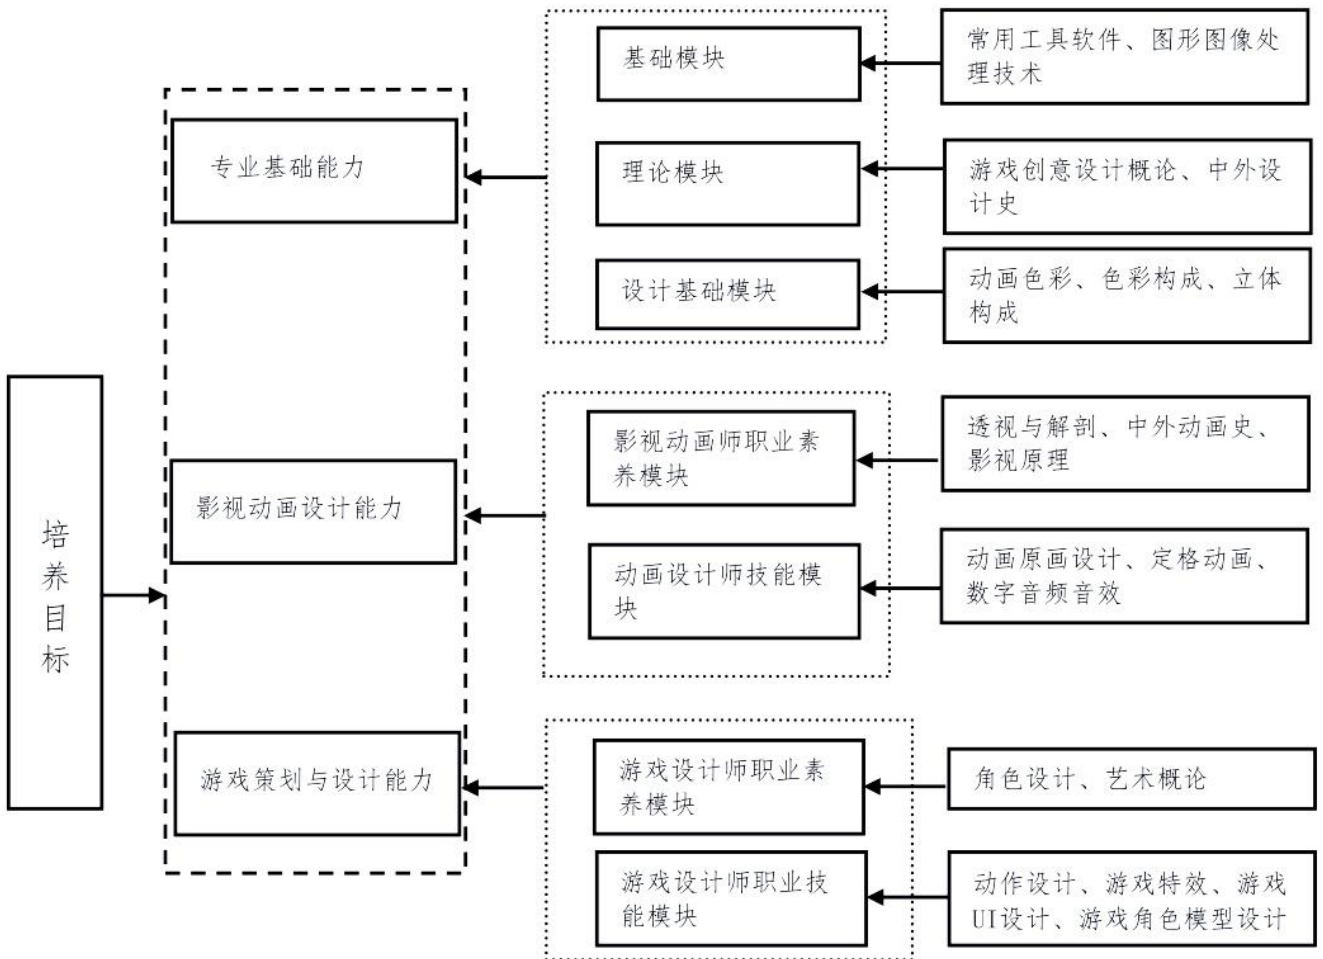 培
养
目
标
专业基础能力
影视动画设计能力
游戏策划与设计能力
基础模块
理论模块
设计基础模块
影视动画师职业素
养模块
动画设计师技能模
块
游戏设计师职业素
养模块
游戏设计师职业技
能模块
常用工具软件、图形图像处
理技术
游戏创意设计概论、中外设
计史
动画色彩、色彩构成、立体
构成
透视与解剖、中外动画史、
影视原理
动画原画设计、定格动画、
数字音频音效
角色设计、艺术概论
动作设计、游戏特效、游戏
UI设计、游戏角色模型设计